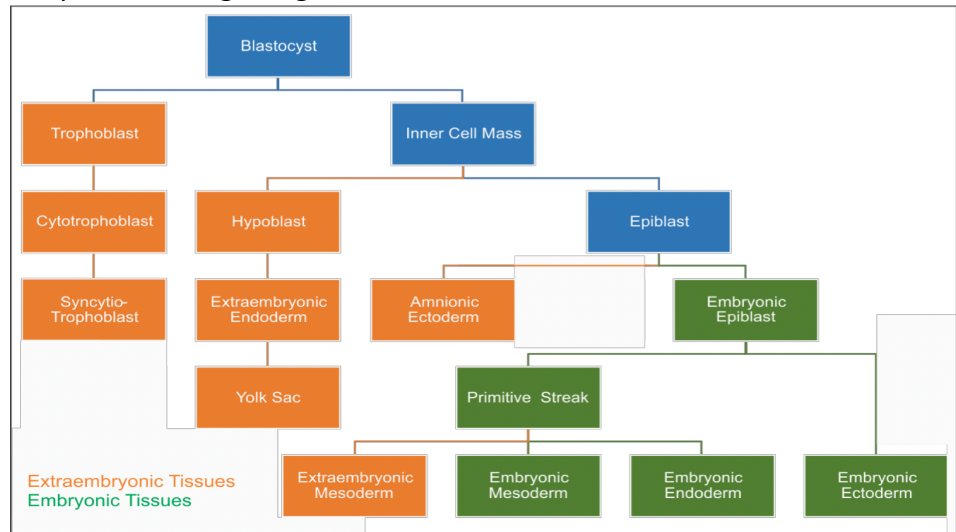 Blastocyst
Trophoblast
Inner Cell Mass
Cytotrophoblast
Hypoblast
Epiblast
Syncytio-
Trophoblast
Extraembryonic
Endoderm
Amnionic
Ectoderm
Embryonic
Epiblast
Yolk Sac
Primitive Streak
Extraembryonic
Mesoderm
Embryonic
Mesoderm
Embryonic
Endoderm
Embryonic
Ectoderm
Extraembryonic Tissues
Embryonic Tissues